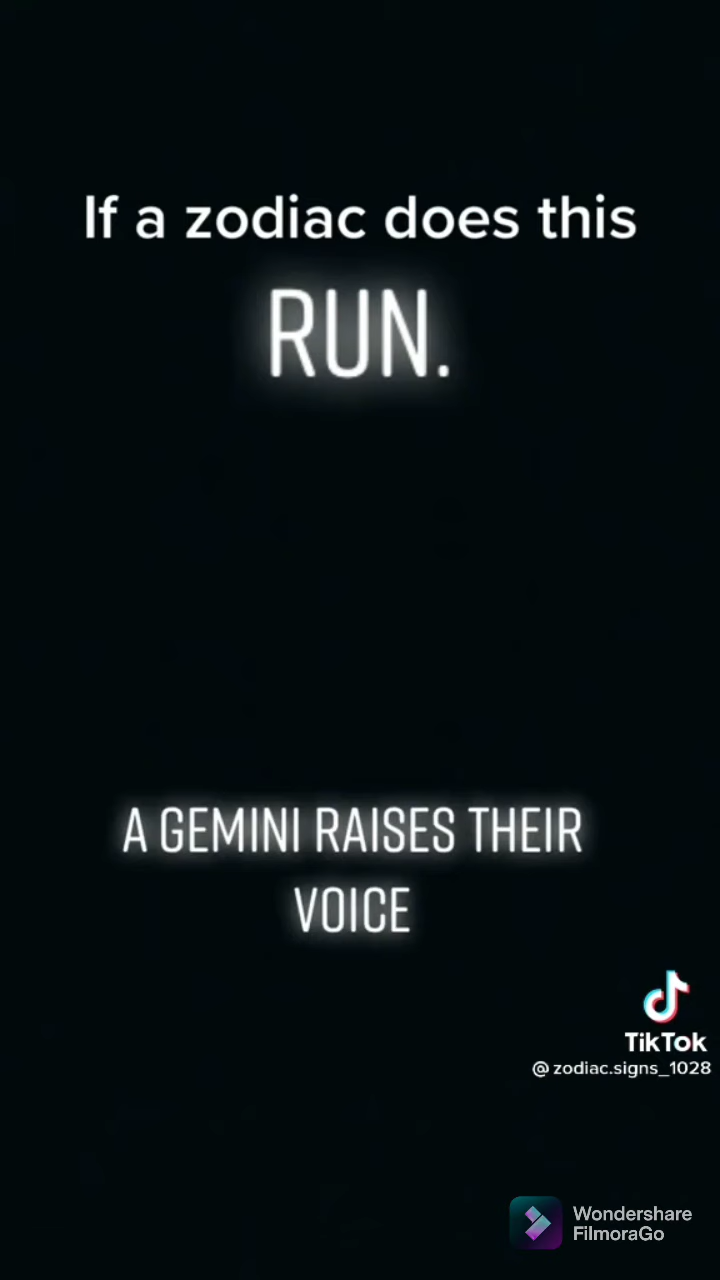 If a zodiac does this
RUN.
A GEMINI RAISES THEIR
VOICE
TikTok
@zodiac.signs_1028
Wondershare
FilmoraGo